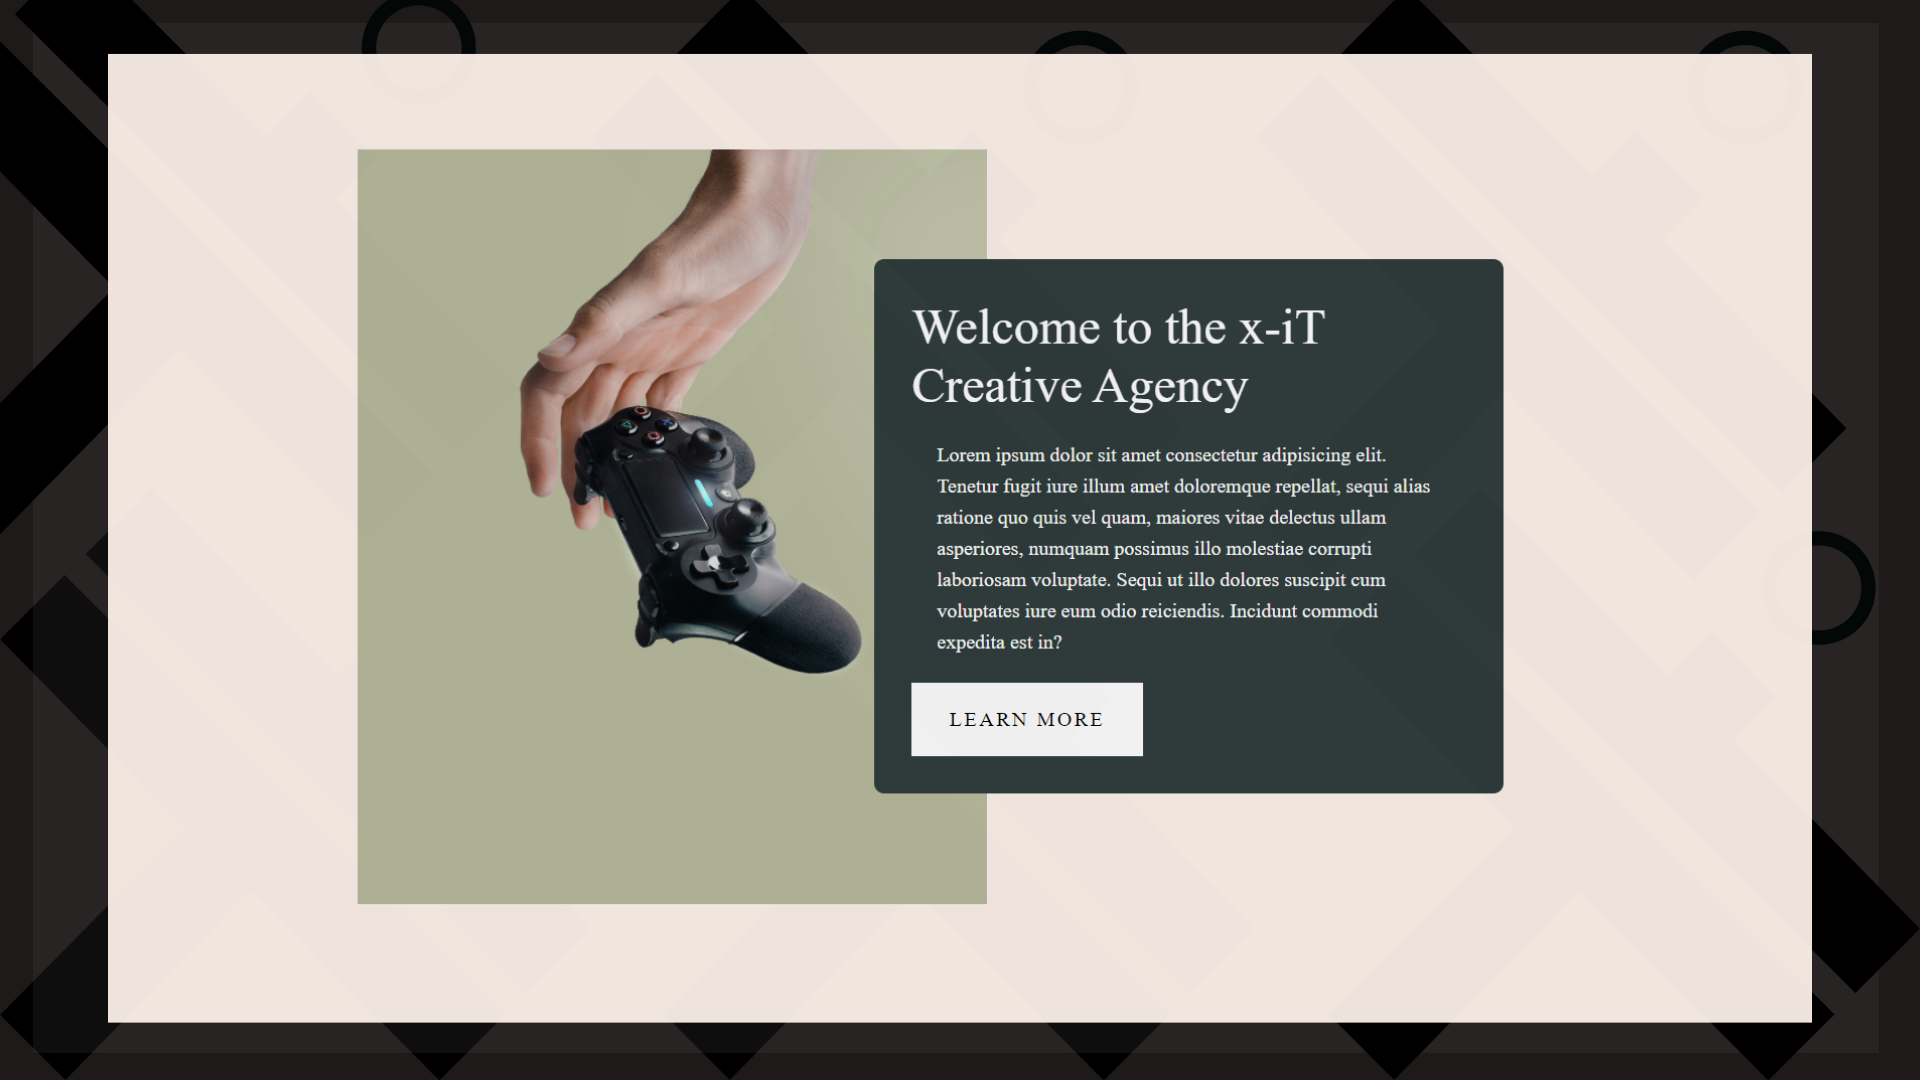 Welcome to the x-iT
Creative Agency
Lorem ipsum dolor sit amet consectetur adipisicing elit.
Tenetur fugit iure illum amet doloremque repellat, sequi alias
ratione quo quis vel quam, maiores vitae delectus ullam
asperiores, numquam possimus illo molestiae corrupti
laboriosam voluptate. Sequi ut illo dolores suscipit cum
voluptates iure eum odio reiciendis. Incidunt commodi
expedita est in?
LEARN MORE